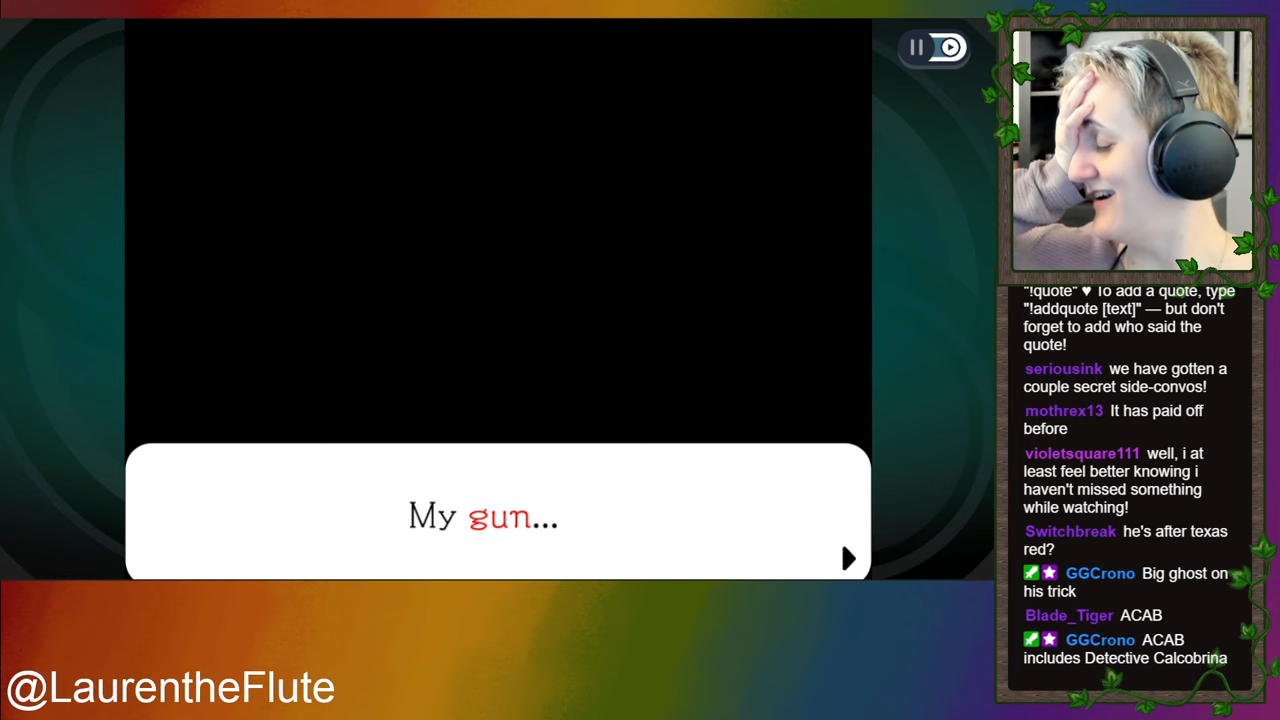 My gun...
"!quote" ♥ To add a quote, type
"!addquote [text]" — but don't
forget to add who said the
quote!
seriousink we have gotten a
couple secret side-convos!
mothrex13 It has paid off
before
violetsquare111 well, i at
least feel better knowing i
haven't missed something
while watching!
Switchbreak he's after texas
red?
GGCrono Big ghost on
his trick
Blade_Tiger ACAB
GGCrono ACAB
includes Detective Calcobrina
@LaurentheFlute